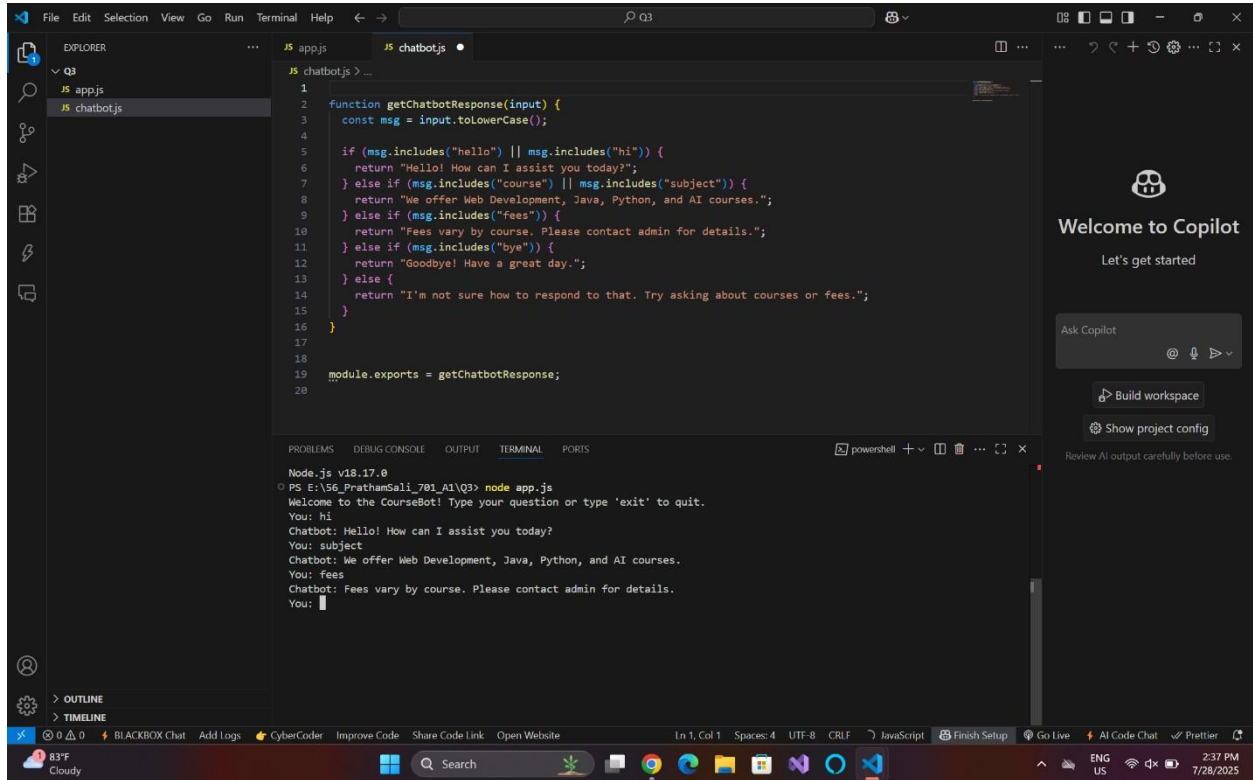 File Edit Selection View Go Run Terminal Help
Q3
EXPLORER
Q3
JS app.js
JS chatbot.js
OUTLINE
TIMELINE
JS app.js JS chatbot.js
JS chatbot.js > ...
1
2 function getChatbotResponse(input) {
3 const msg = input.toLowerCase();
4
5 if (msg.includes("hello") || msg.includes("hi")) {
6 return "Hello! How can I assist you today?";
7 } else if (msg.includes("course") || msg.includes("subject")) {
8 return "We offer Web Development, Java, Python, and AI courses.";
9 } else if (msg.includes("fees")) {
10 return "Fees vary by course. Please contact admin for details.";
11 } else if (msg.includes("bye")) {
12 return "Goodbye! Have a great day.";
13 } else {
14 return "I'm not sure how to respond to that. Try asking about courses or fees.";
15 }
16 }
17
18
19 module.exports = getChatbotResponse;
20
PROBLEMS DEBUG CONSOLE OUTPUT TERMINAL PORTS
powershell
Node.js v18.17.0
PS E:\56_PrathamSali_701_A1\Q3> node app.js
Welcome to the CourseBot! Type your question or type 'exit' to quit.
You: hi
Chatbot: Hello! How can I assist you today?
You: subject
Chatbot: We offer Web Development, Java, Python, and AI courses.
You: fees
Chatbot: Fees vary by course. Please contact admin for details.
You:
Welcome to Copilot
Let's get started
Ask Copilot
@
Build workspace
Show project config
Review AI output carefully before use.
0 0 BLACKBOX Chat Add Logs CyberCoder Improve Code Share Code Link Open Website Ln 1, Col 1 Spaces: 4 UTF-8 CRLF JavaScript Finish Setup Go Live AI Code Chat Prettier
1
83°F
Cloudy
Search
ENG
US
2:37 PM
7/28/2025